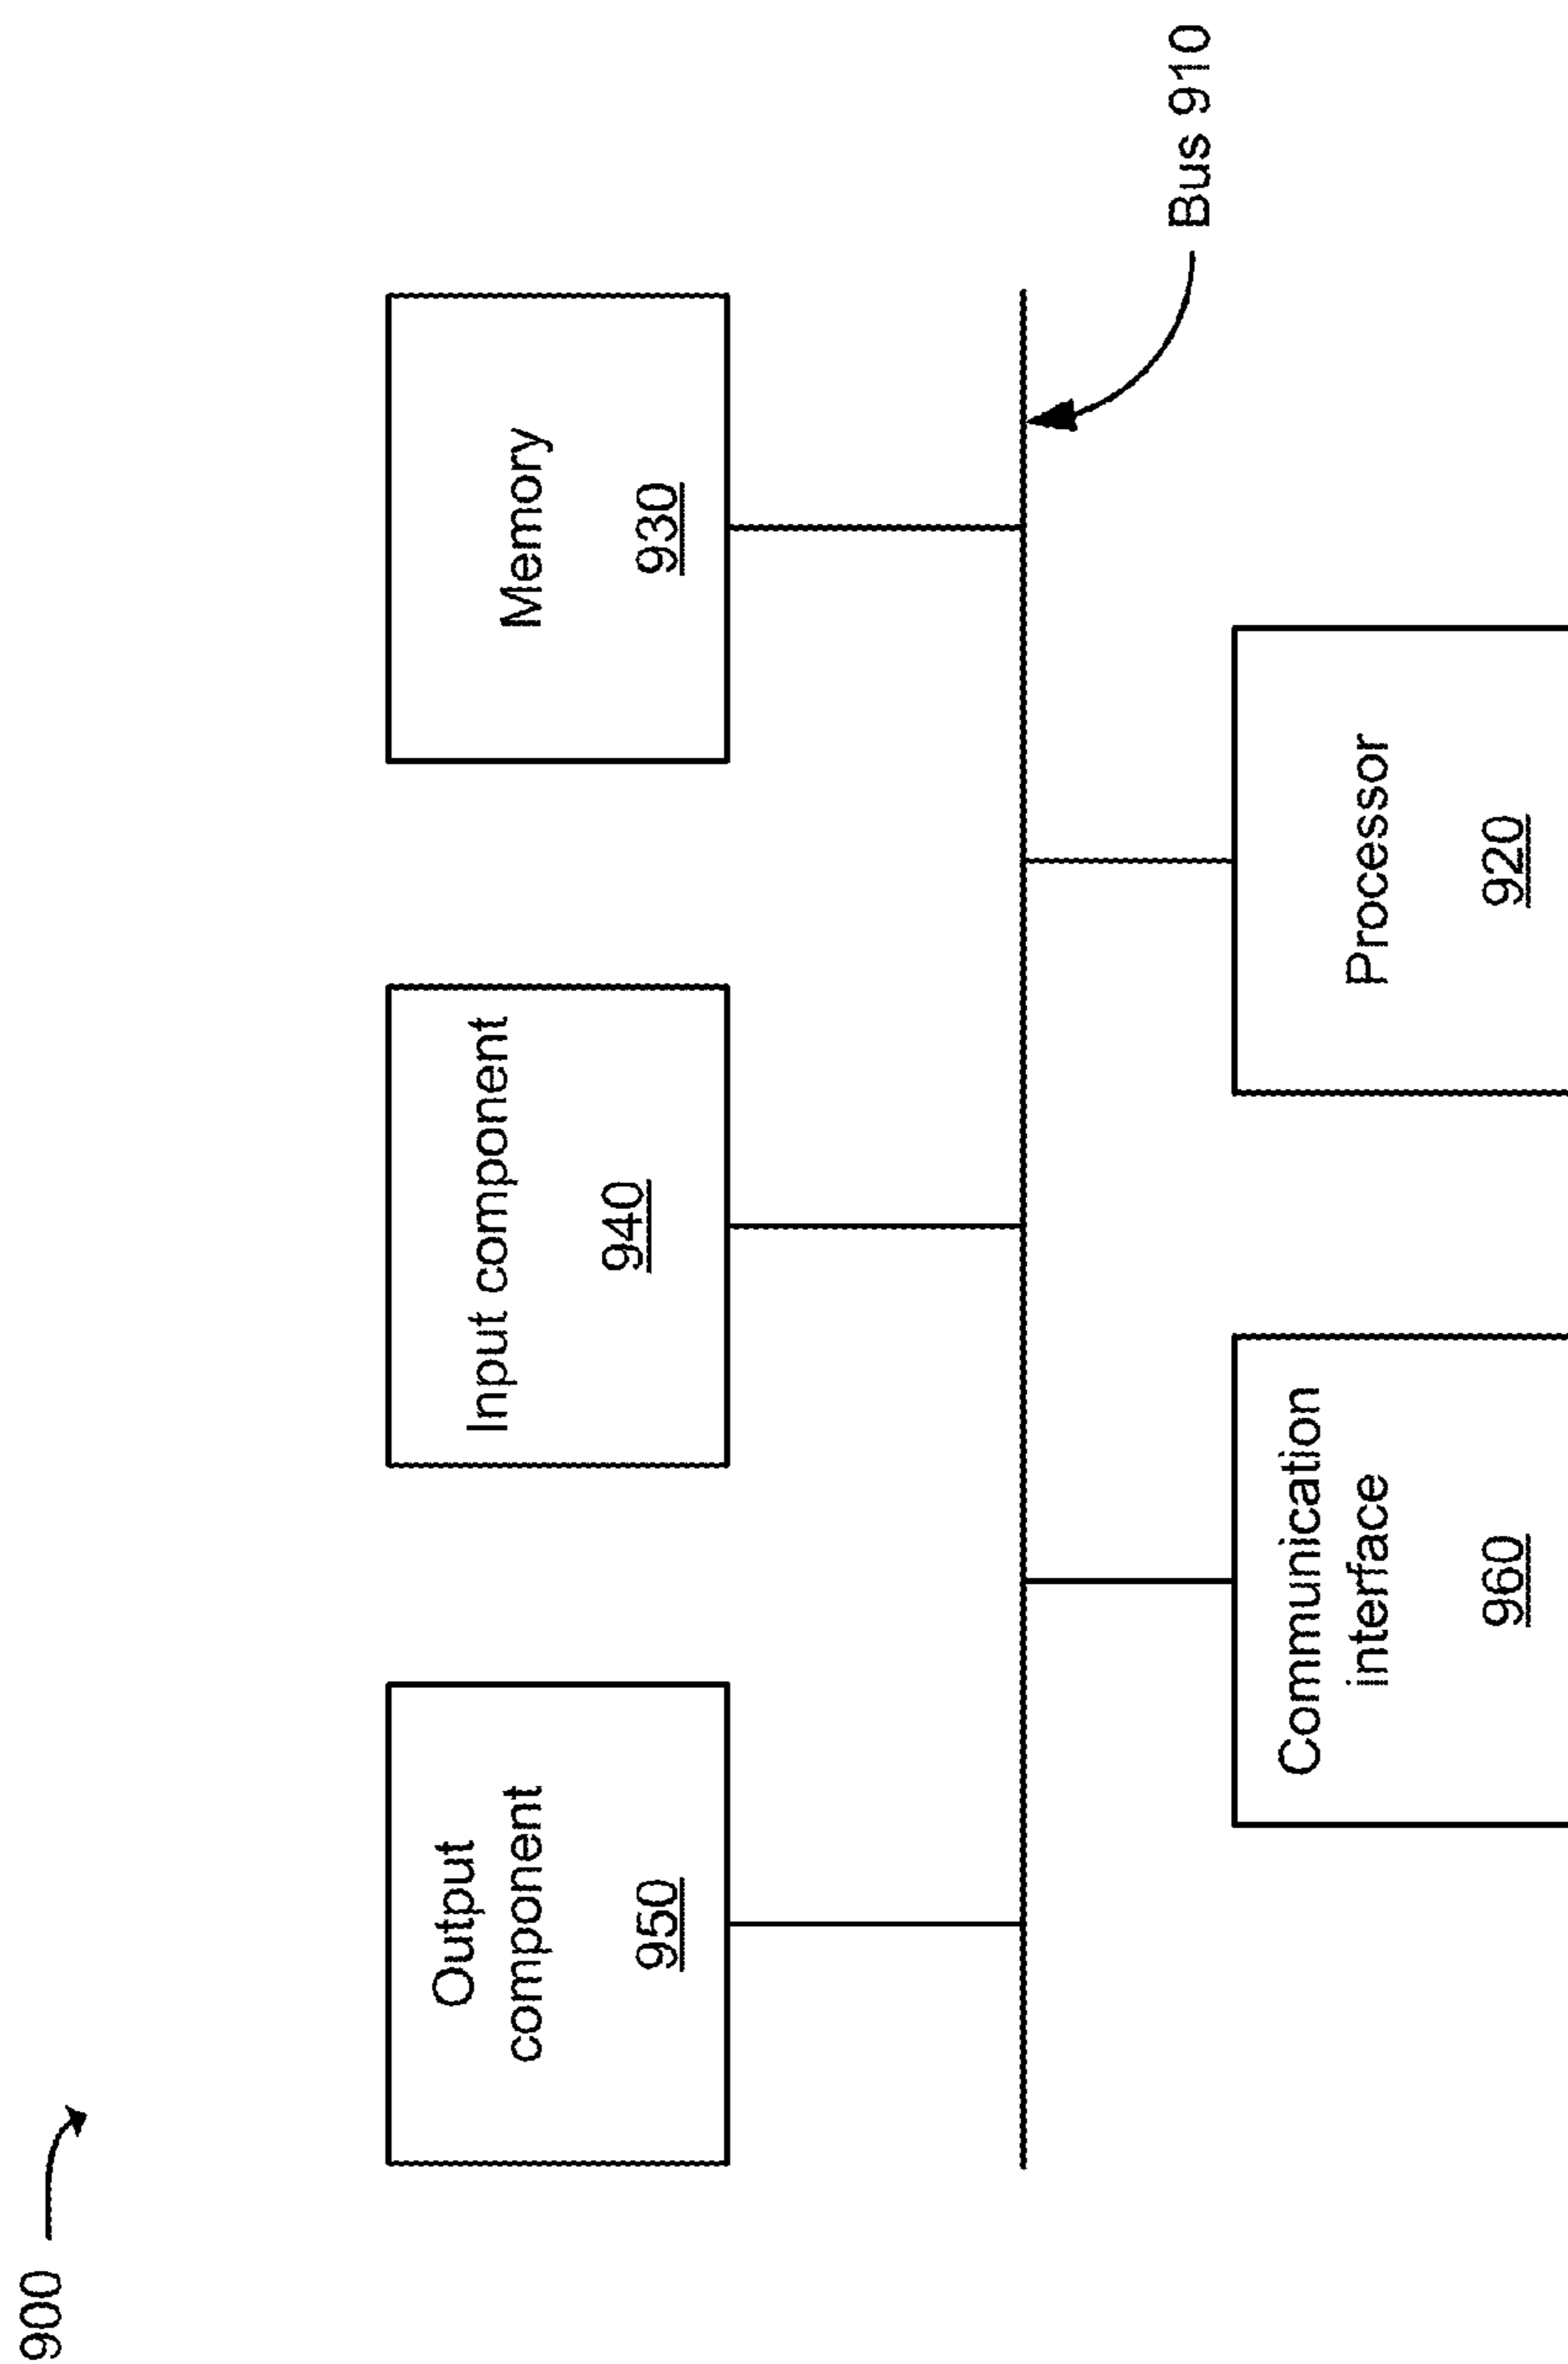 900
Output
component
950
Input component
940
Memory
930
Bus 910
Communication
interface
960
Processor
920